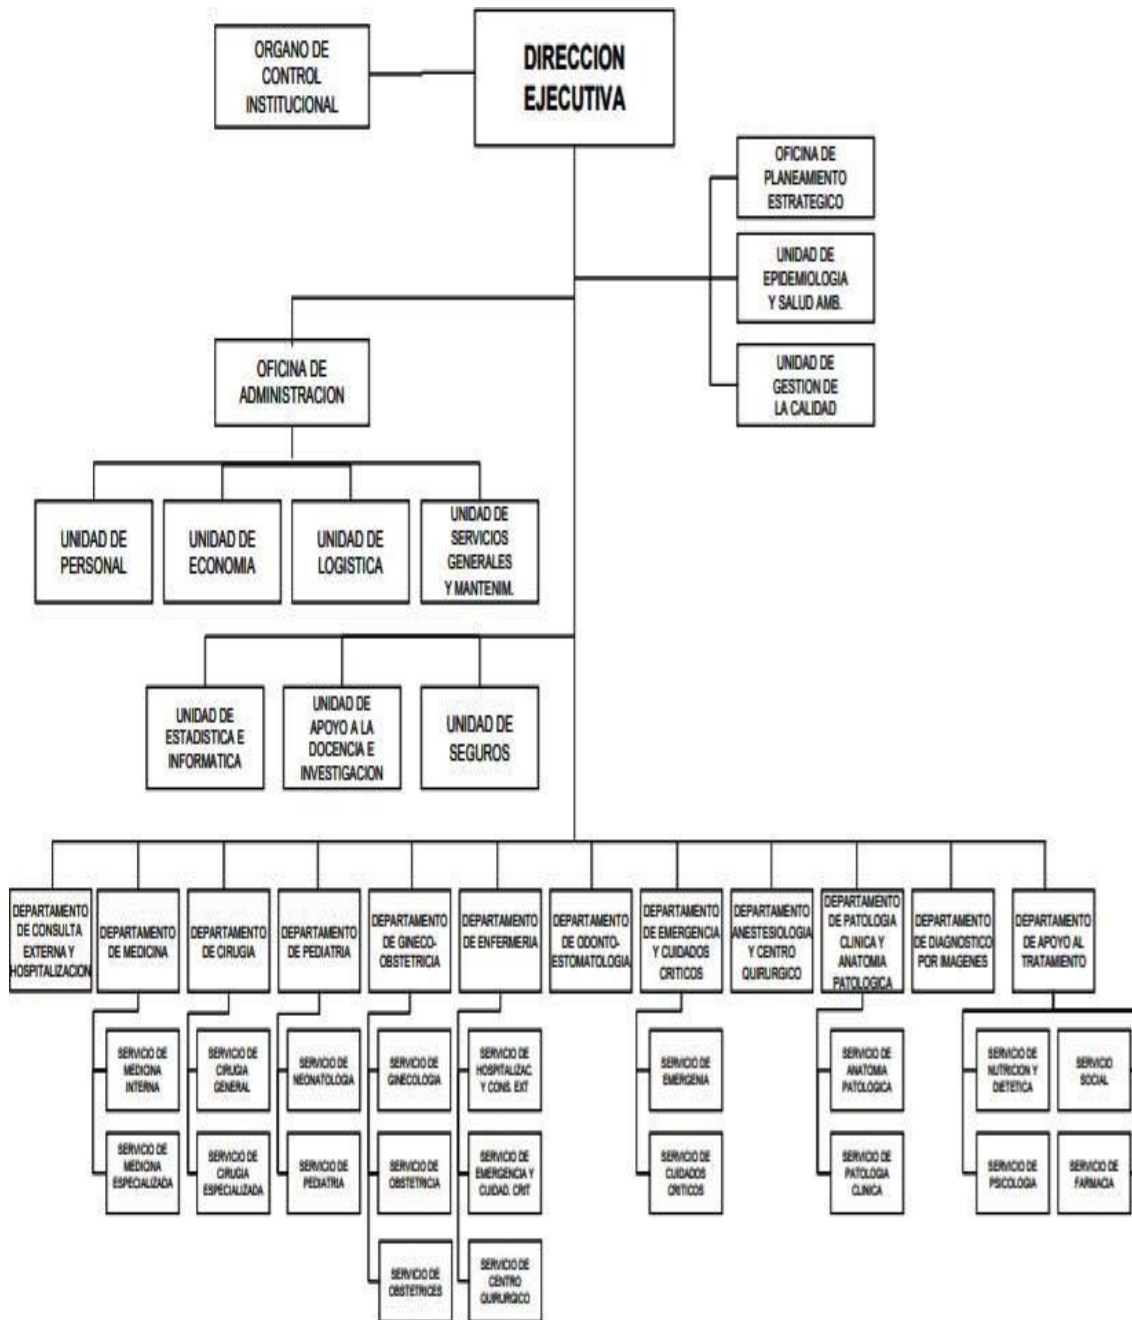 ORGANO DE
CONTROL
INSTITUCIONAL
DIRECCION
EJECUTIVA
OFICINA DE
PLANEAMIENTO
ESTRATEGICO
UNIDAD DE
EPIDEMIOLOGIA
Y SALUD AMB.
UNIDAD DE
GESTION DE
LA CALIDAD
OFICINA DE
ADMINISTRACION
UNIDAD DE
PERSONAL
UNIDAD DE
ECONOMIA
UNIDAD DE
LOGISTICA
UNIDAD DE
SERVICIOS
GENERALES
Y MANTENIM.
UNIDAD DE
ESTADISTICA E
INFORMATICA
UNIDAD DE
APOYO A LA
DOCENCIA E
INVESTIGACION
UNIDAD DE
SEGUROS
DEPARTAMENTO
DE CONSULTA
EXTERNA Y
HOSPITALIZACION
DEPARTAMENTO
DE MEDICINA
DEPARTAMENTO
DE CIRUGIA
DEPARTAMENTO
DE PEDIATRIA
DEPARTAMENTO
DE GINECO-
OBSTETRICIA
DEPARTAMENTO
DE ENFERMERIA
DEPARTAMENTO
DE ODONTO-
ESTOMATOLOGIA
DEPARTAMENTO
DE EMERGENCIA
Y CUIDADOS
CRITICOS
DEPARTAMENTO
ANESTESIOLOGIA
Y CENTRO
QUIRURGICO
DEPARTAMENTO
DE PATOLOGIA
CLINICA Y
ANATOMIA
PATOLOGICA
DEPARTAMENTO
DE DIAGNOSTICO
POR IMAGENES
DEPARTAMENTO
DE APOYO AL
TRATAMIENTO
SERVICIO DE
MEDICINA
INTERNA
SERVICIO DE
CIRUGIA
GENERAL
SERVICIO DE
NEONATOLOGIA
SERVICIO DE
GINECOLOGIA
SERVICIO DE
HOSPITALIZAC.
Y CONS. EXT
SERVICIO DE
EMERGENIA
SERVICIO DE
ANATOMIA
PATOLOGICA
SERVICIO DE
NUTRICION Y
DIETETICA
SERVICIO
SOCIAL
SERVICIO DE
MEDICINA
ESPECIALIZADA
SERVICIO DE
CIRUGIA
ESPECIALIZADA
SERVICIO DE
PEDIATRIA
SERVICIO DE
OBSTETRICIA
SERVICIO DE
EMERGENCIA Y
CUIDAD. CRIT
SERVICIO DE
CUIDADOS
CRITICOS
SERVICIO DE
PATOLOGIA
CLINICA
SERVICIO DE
PSICOLOGIA
SERVICIO DE
FARMACIA
SERVICIO DE
OBSTETRICES
SERVICIO DE
CENTRO
QUIRURGICO